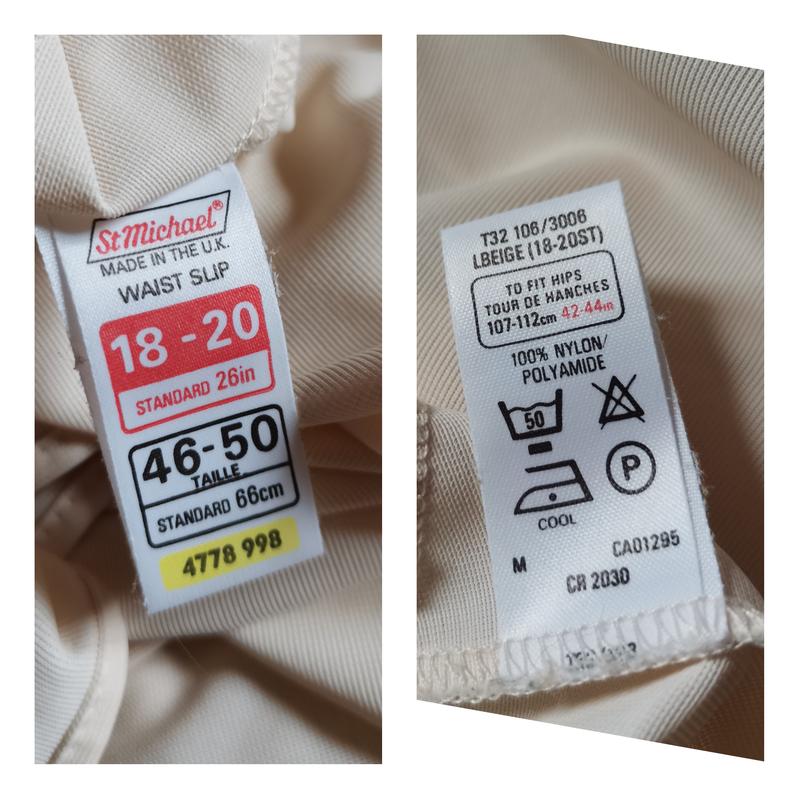 St Michael®
MADE IN THE U.K.
WAIST SLIP
18 - 20
STANDARD 26in
46-50
TAILLE
STANDARD 66cm
4778 998
T32 106/3006
LBEIGE (18-20ST)
TO FIT HIPS
TOUR DE HANCHES
107-112cm 42-44in
100% NYLON/
POLYAMIDE
50
P
COOL
M CA01295
CR 2030